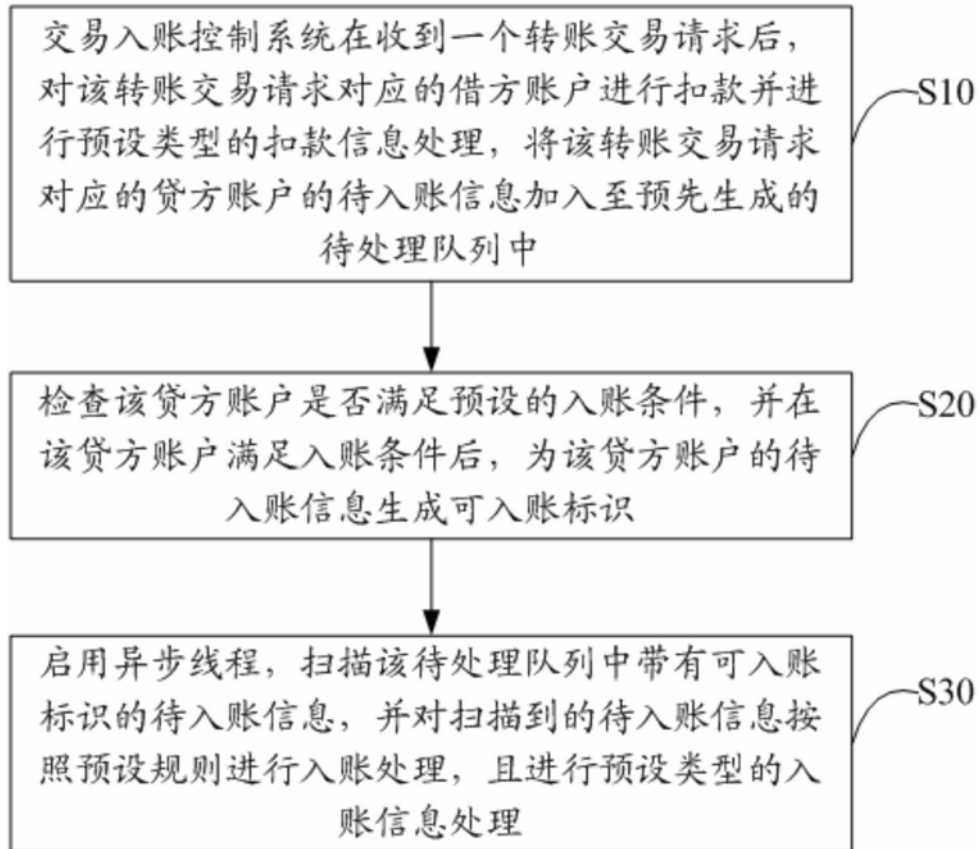 交易入账控制系统在收到一个转账交易请求后，
对该转账交易请求对应的借方账户进行扣款并进
行预设类型的扣款信息处理，将该转账交易请求
对应的贷方账户的待入账信息加入至预先生成的
待处理队列中
S10
检查该贷方账户是否满足预设的入账条件，并在
该贷方账户满足入账条件后，为该贷方账户的待
入账信息生成可入账标识
S20
启用异步线程，扫描该待处理队列中带有可入账
标识的待入账信息，并对扫描到的待入账信息按
照预设规则进行入账处理，且进行预设类型的入
账信息处理
S30